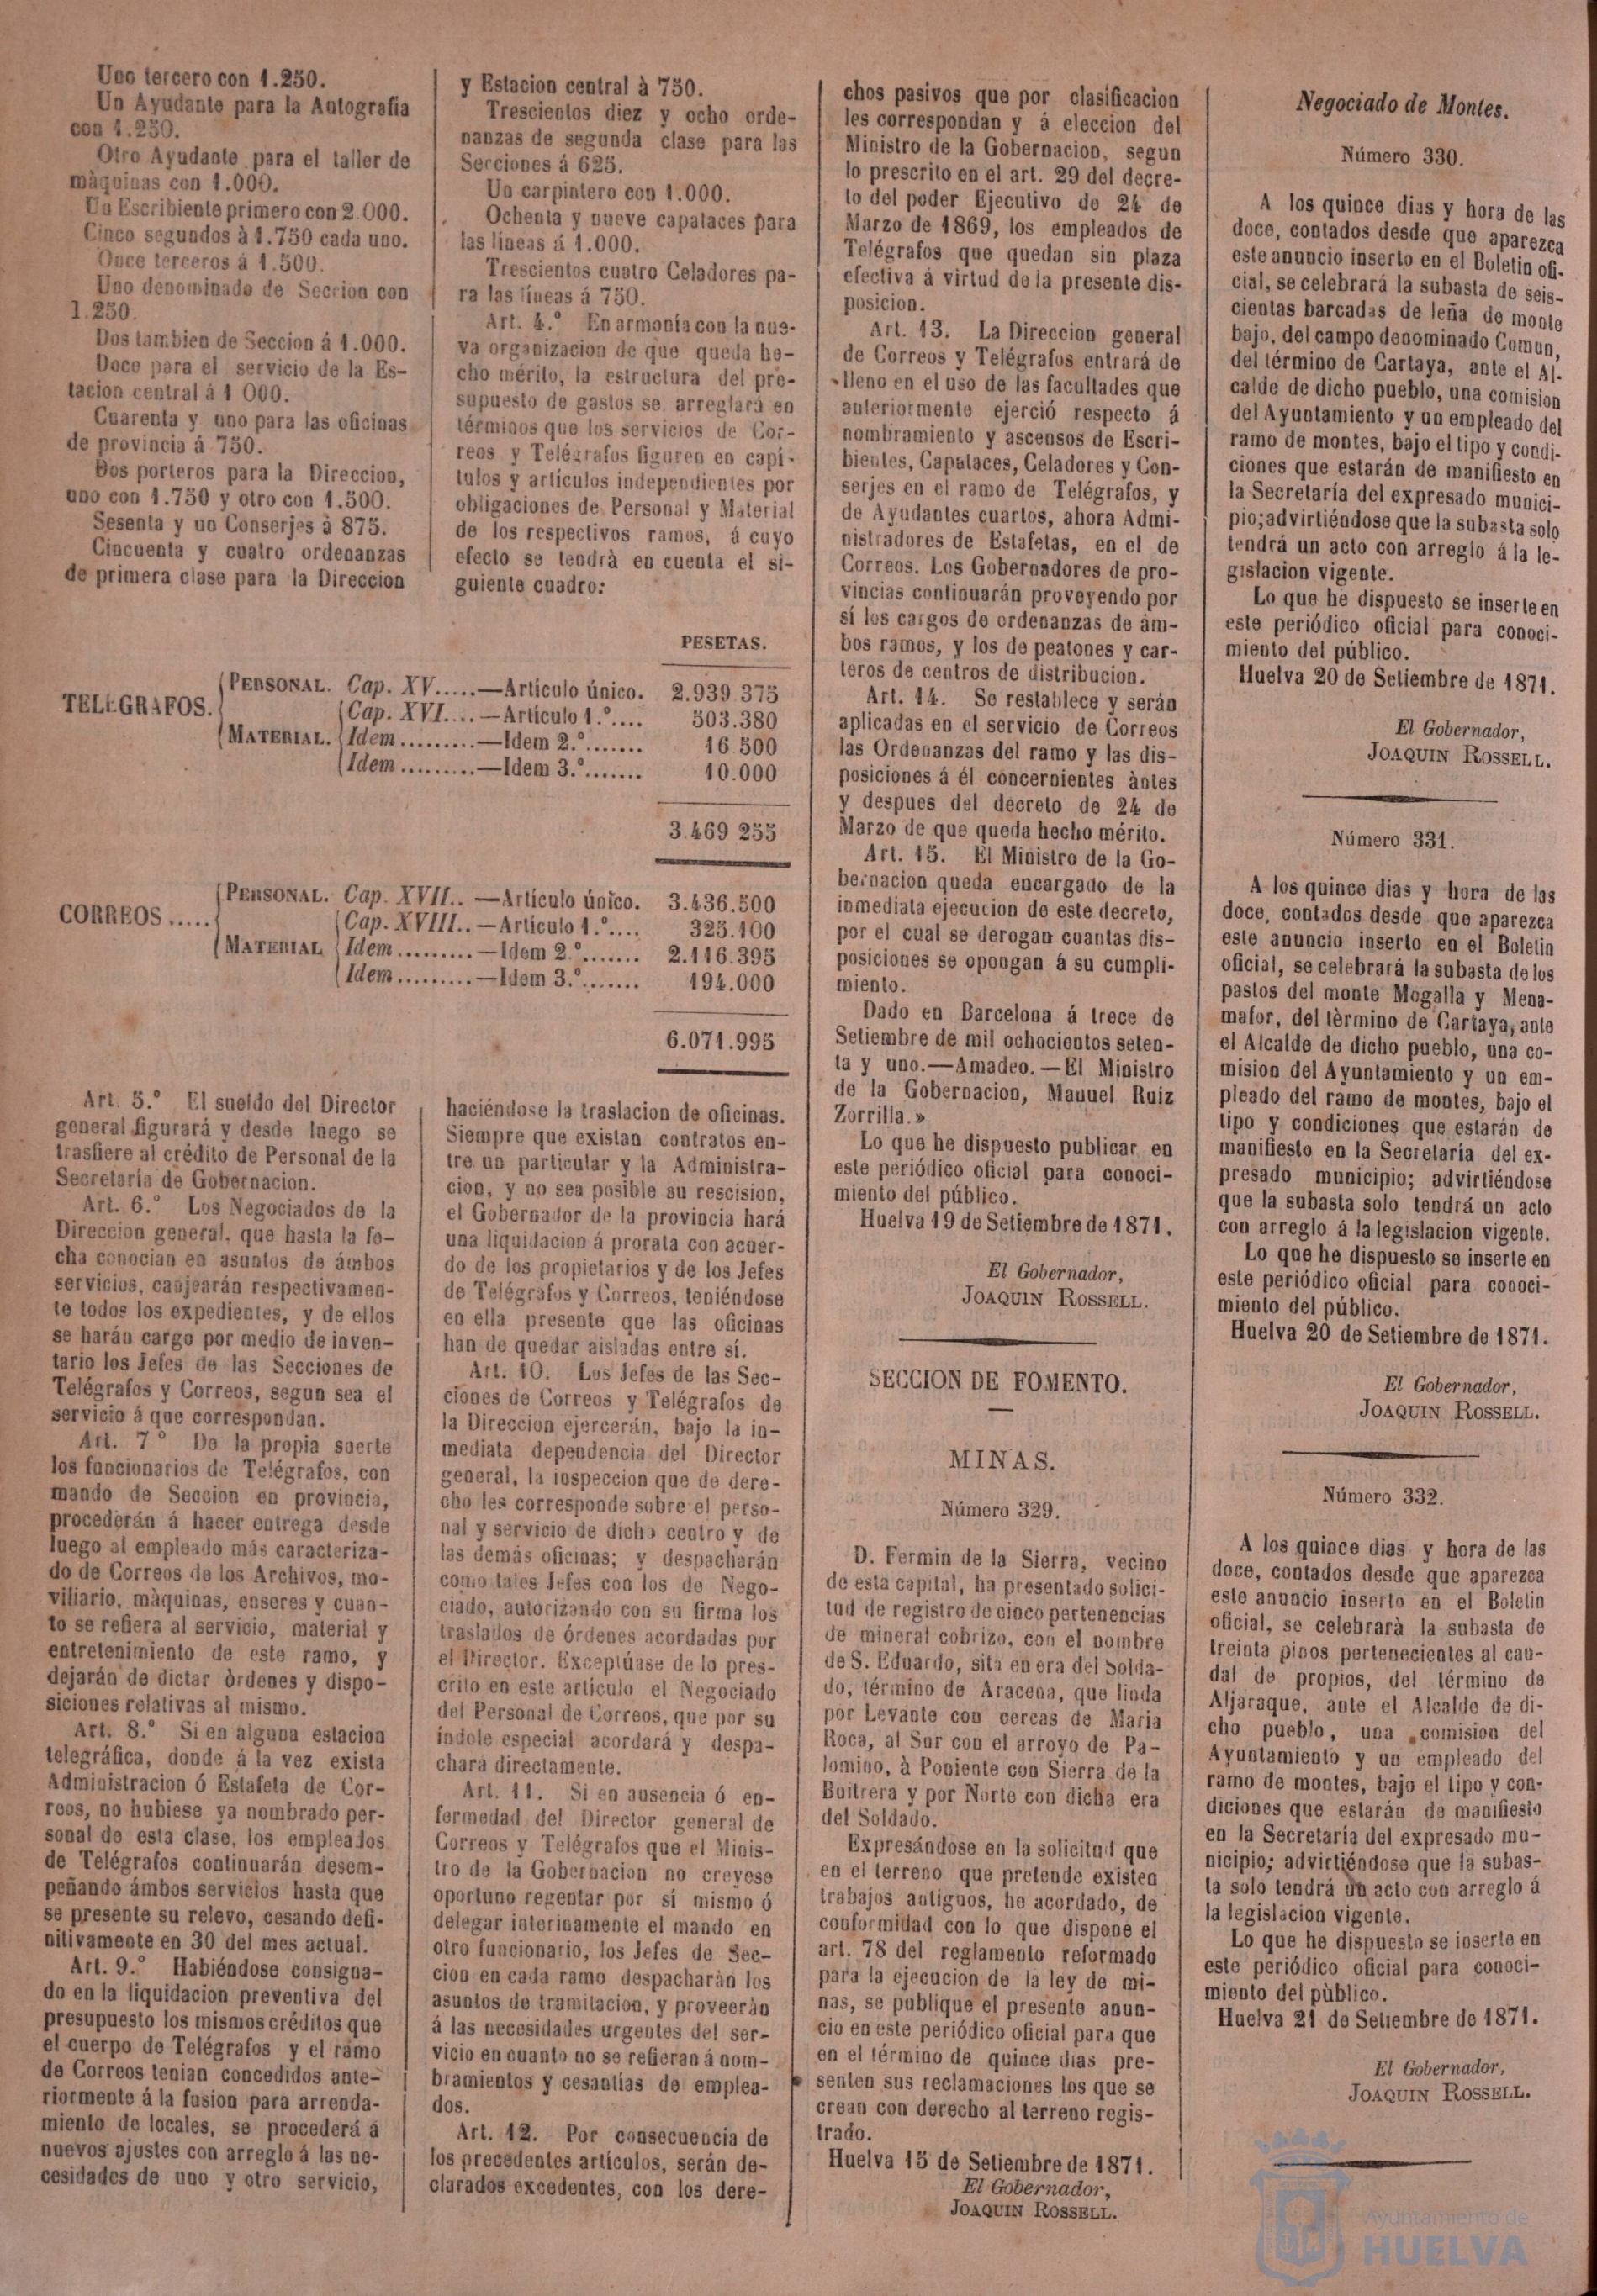 Uno tercero con 1.250.
Un Ayudante para la Autografía
con 1.250.
Otro Ayudante para el taller de
màquinas con 1.000.
Un Escribiente primero con 2.000.
Cinco segundos à 1.750 cada uno.
Once terceros á 1.500.
Uno denominado de Seccion con
1.250.
Dos tambien de Seccion á 1.000.
Doce para el servicio de la Es-
tacion central á 1 000.
Cuarenta y uno para las oficinas
de provincia á 750.
Dos porteros para la Direccion,
uno con 1.750 y otro con 1.500.
Sesenta y un Conserjes à 875.
Cincuenta y cuatro ordenanzas
de primera clase para la Direccion
y Estacion central à 750.
Trescientos diez y ocho orde-
nanzas de segunda clase para las
Secciones á 625.
Un carpintero con 1.000.
Ochenta y nueve capataces para
las líneas á 1.000.
Trescientos cuatro Celadores pa-
ra las líneas á 750.
Art. 4.º En armonía con la nue-
va organizacion de que queda he-
cho mérito, la estructura del pre-
supuesto de gastos se arreglará en
términos que los servicios de Cor-
reos y Telégrafos figuren en capí-
tulos y artículos independientes por
obligaciones de Personal y Material
de los respectivos ramos, á cuyo
efecto se tendrà en cuenta el si-
guiente cuadro:
PESETAS.
TELÉGRAFOS.
PERSONAL. Cap. XV.....—Artículo único. 2.939 375
Cap. XVI....—Artículo 1.º.... 503.380
MATERIAL. Idem.........—Idem 2.º....... 16 500
Idem.........—Idem 3.º....... 10.000
3.469 255
CORREOS.....
PERSONAL. Cap. XVII..—Artículo único. 3.436.500
Cap. XVIII..—Artículo 1.º.... 325.100
MATERIAL Idem.........—Idem 2.º....... 2.116.395
Idem.........—Idem 3.º....... 194.000
6.071.995
Art. 5.º El sueldo del Director
general figurará y desde luego se
trasfiere al crédito de Personal de la
Secretaría de Gobernacion.
Art. 6.º Los Negociados de la
Direccion general, que hasta la fe-
cha conocian en asuntos de ámbos
servicios, canjearán respectivamen-
te todos los expedientes, y de ellos
se harán cargo por medio de inven-
tario los Jefes de las Secciones de
Telégrafos y Correos, segun sea el
servicio á que correspondan.
Art. 7º De la propia suerte
los funcionarios de Telégrafos, con
mando de Seccion en provincia,
procederán á hacer entrega desde
luego al empleado más caracteriza-
do de Correos de los Archivos, mo-
viliario, màquinas, enseres y cuan-
to se refiera al servicio, material y
entretenimiento de este ramo, y
dejarán de dictar òrdenes y dispo-
siciones relativas al mismo.
Art. 8.º Si en alguna estacion
telegráfica, donde á la vez exista
Administracion ó Estafeta de Cor-
reos, no hubiese ya nombrado per-
sonal de esta clase, los empleados
de Telégrafos continuarán desem-
peñando ámbos servicios hasta que
se presente su relevo, cesando defi-
nitivamente en 30 del mes actual.
Art. 9.º Habiéndose consigna-
do en la liquidacion preventiva del
presupuesto los mismos créditos que
el cuerpo de Telégrafos y el ramo
de Correos tenian concedidos ante-
riormente á la fusion para arrenda-
miento de locales, se procederá á
nuevos ajustes con arreglo á las ne-
cesidades de uno y otro servicio,
haciéndose la traslacion de oficinas.
Siempre que existan contratos en-
tre un particular y la Administra-
cion, y no sea posible su rescision,
el Gobernador de la provincia hará
una liquidacion á prorata con acuer-
do de los propietarios y de los Jefes
de Telégrafos y Correos, teniéndose
en ella presente que las oficinas
han de quedar aisladas entre sí.
Art. 10. Los Jefes de las Sec-
ciones de Correos y Telégrafos de
la Direccion ejercerán, bajo la in-
mediata dependencia del Director
general, la inspeccion que de dere-
cho les corresponde sobre el perso-
nal y servicio de dicho centro y de
las demás oficinas; y despacharán
como tales Jefes con los de Nego-
ciado, autorizando con su firma los
traslados de órdenes acordadas por
el Director. Exceptúase de lo pres-
crito en este artículo el Negociado
del Personal de Correos, que por su
índole especial acordará y despa-
chará directamente.
Art. 11. Si en ausencia ó en-
fermedad del Director general de
Correos y Telégrafos que el Minis-
tro de la Gobernacion no creyese
oportuno regentar por sí mismo ó
delegar interinamente el mando en
otro funcionario, los Jefes de Sec-
cion en cada ramo despacharàn los
asuntos de tramitacion, y proveeràn
á las necesidades urgentes del ser-
vicio en cuanto no se refieran á nom-
bramientos y cesantías de emplea-
dos.
Art. 12. Por consecuencia de
los precedentes artículos, serán de-
clarados excedentes, con los dere-
chos pasivos que por clasificacion
les correspondan y á eleccion del
Ministro de la Gobernacion, segun
lo prescrito en el art. 29 del decre-
to del poder Ejecutivo de 24 de
Marzo de 1869, los empleados de
Telégrafos que quedan sin plaza
efectiva á virtud de la presente dis-
posicion.
Art. 13. La Direccion general
de Correos y Telégrafos entrará de
lleno en el uso de las facultades que
anteriormente ejerció respecto á
nombramiento y ascensos de Escri-
bientes, Capataces, Celadores y Con-
serjes en el ramo de Telégrafos, y
de Ayudantes cuartos, ahora Admi-
nistradores de Estafetas, en el de
Correos. Los Gobernadores de pro-
vincias continuarán proveyendo por
sí los cargos de ordenanzas de àm-
bos ramos, y los de peatones y car-
teros de centros de distribucion.
Art. 14. Se restablece y serán
aplicadas en el servicio de Correos
las Ordenanzas del ramo y las dis-
posiciones á él concernientes àntes
y despues del decreto de 24 de
Marzo de que queda hecho mérito.
Art. 15. El Ministro de la Go-
bernacion queda encargado de la
inmediata ejecucion de este decreto,
por el cual se derogan cuantas dis-
posiciones se opongan á su cumpli-
miento.
Dado en Barcelona á trece de
Setiembre de mil ochocientos seten-
ta y uno.—Amadeo.—El Ministro
de la Gobernacion, Manuel Ruiz
Zorrilla.»
Lo que he dispuesto publicar en
este periódico oficial para conoci-
miento del público.
Huelva 19 de Setiembre de 1871.
El Gobernador,
JOAQUIN ROSSELL.
SECCION DE FOMENTO.
MINAS.
Número 329.
D. Fermin de la Sierra, vecino
de esta capital, ha presentado solici-
tud de registro de cinco pertenencias
de mineral cobrizo, con el nombre
de S. Eduardo, sita en era del Solda-
do, término de Aracena, que linda
por Levante con cercas de Maria
Roca, al Sur con el arroyo de Pa-
lomino, à Poniente con Sierra de la
Buitrera y por Norte con dicha era
del Soldado.
Expresándose en la solicitud que
en el terreno que pretende existen
trabajos antiguos, he acordado, de
conformidad con lo que dispone el
art. 78 del reglamento reformado
para la ejecucion de la ley de mi-
nas, se publique el presente anun-
cio en este periódico oficial para que
en el término de quince dias pre-
senten sus reclamaciones los que se
crean con derecho al terreno regis-
trado.
Huelva 15 de Setiembre de 1871.
El Gobernador,
JOAQUIN ROSSELL.
Negociado de Montes.
Número 330.
A los quince dias y hora de las
doce, contados desde que aparezca
este anuncio inserto en el Boletin ofi-
cial, se celebrará la subasta de seis-
cientas barcadas de leña de monte
bajo, del campo denominado Comun,
del término de Cartaya, ante el Al-
calde de dicho pueblo, una comision
del Ayuntamiento y un empleado del
ramo de montes, bajo el tipo y condi-
ciones que estarán de manifiesto en
la Secretaría del expresado munici-
pio; advirtiéndose que la subasta solo
tendrá un acto con arreglo á la le-
gislacion vigente.
Lo que he dispuesto se inserte en
este periódico oficial para conoci-
miento del público.
Huelva 20 de Setiembre de 1871.
El Gobernador,
JOAQUIN ROSSELL.
Número 331.
A los quince dias y hora de las
doce, contados desde que aparezca
este anuncio inserto en el Boletin
oficial, se celebrará la subasta de los
pastos del monte Mogalla y Mena-
mafor, del tèrmino de Cartaya, ante
el Alcalde de dicho pueblo, una co-
mision del Ayuntamiento y un em-
pleado del ramo de montes, bajo el
tipo y condiciones que estarán de
manifiesto en la Secretaría del ex-
presado municipio; advirtiéndose
que la subasta solo tendrá un acto
con arreglo á la legislacion vigente.
Lo que he dispuesto se inserte en
este periódico oficial para conoci-
miento del público.
Huelva 20 de Setiembre de 1871.
El Gobernador,
JOAQUIN ROSSELL.
Número 332.
A los quince dias y hora de las
doce, contados desde que aparezca
este anuncio inserto en el Boletin
oficial, se celebrarà la subasta de
treinta pinos pertenecientes al cau-
dal de propios, del término de
Aljaraque, ante el Alcalde de di-
cho pueblo, una comision del
Ayuntamiento y un empleado del
ramo de montes, bajo el tipo y con-
diciones que estarán de manifiesto
en la Secretaría del expresado mu-
nicipio; advirtiéndose que la subas-
ta solo tendrá un acto con arreglo á
la legislacion vigente.
Lo que he dispuesto se inserte en
este periódico oficial para conoci-
miento del pùblico.
Huelva 21 de Setiembre de 1871.
El Gobernador,
JOAQUIN ROSSELL.
Ayuntamiento de
HUELVA